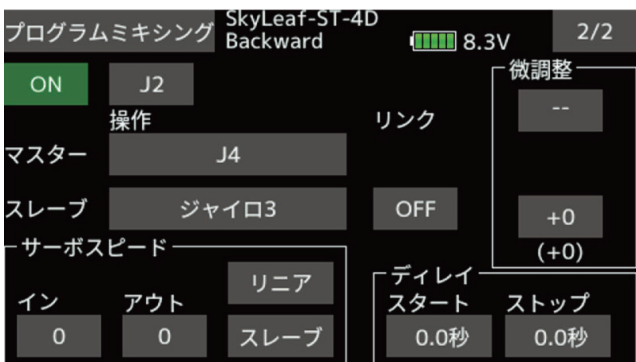 プログラムミキシング SkyLeaf-ST-4D 2/2
Backward 8.3V
ON J2 微調整
操作 リンク --
マスター J4
スレーブ ジャイロ3 OFF +0
サーボスピード (+0)
リニア ディレイ
イン アウト スタート ストップ
0 0 スレーブ 0.0秒 0.0秒